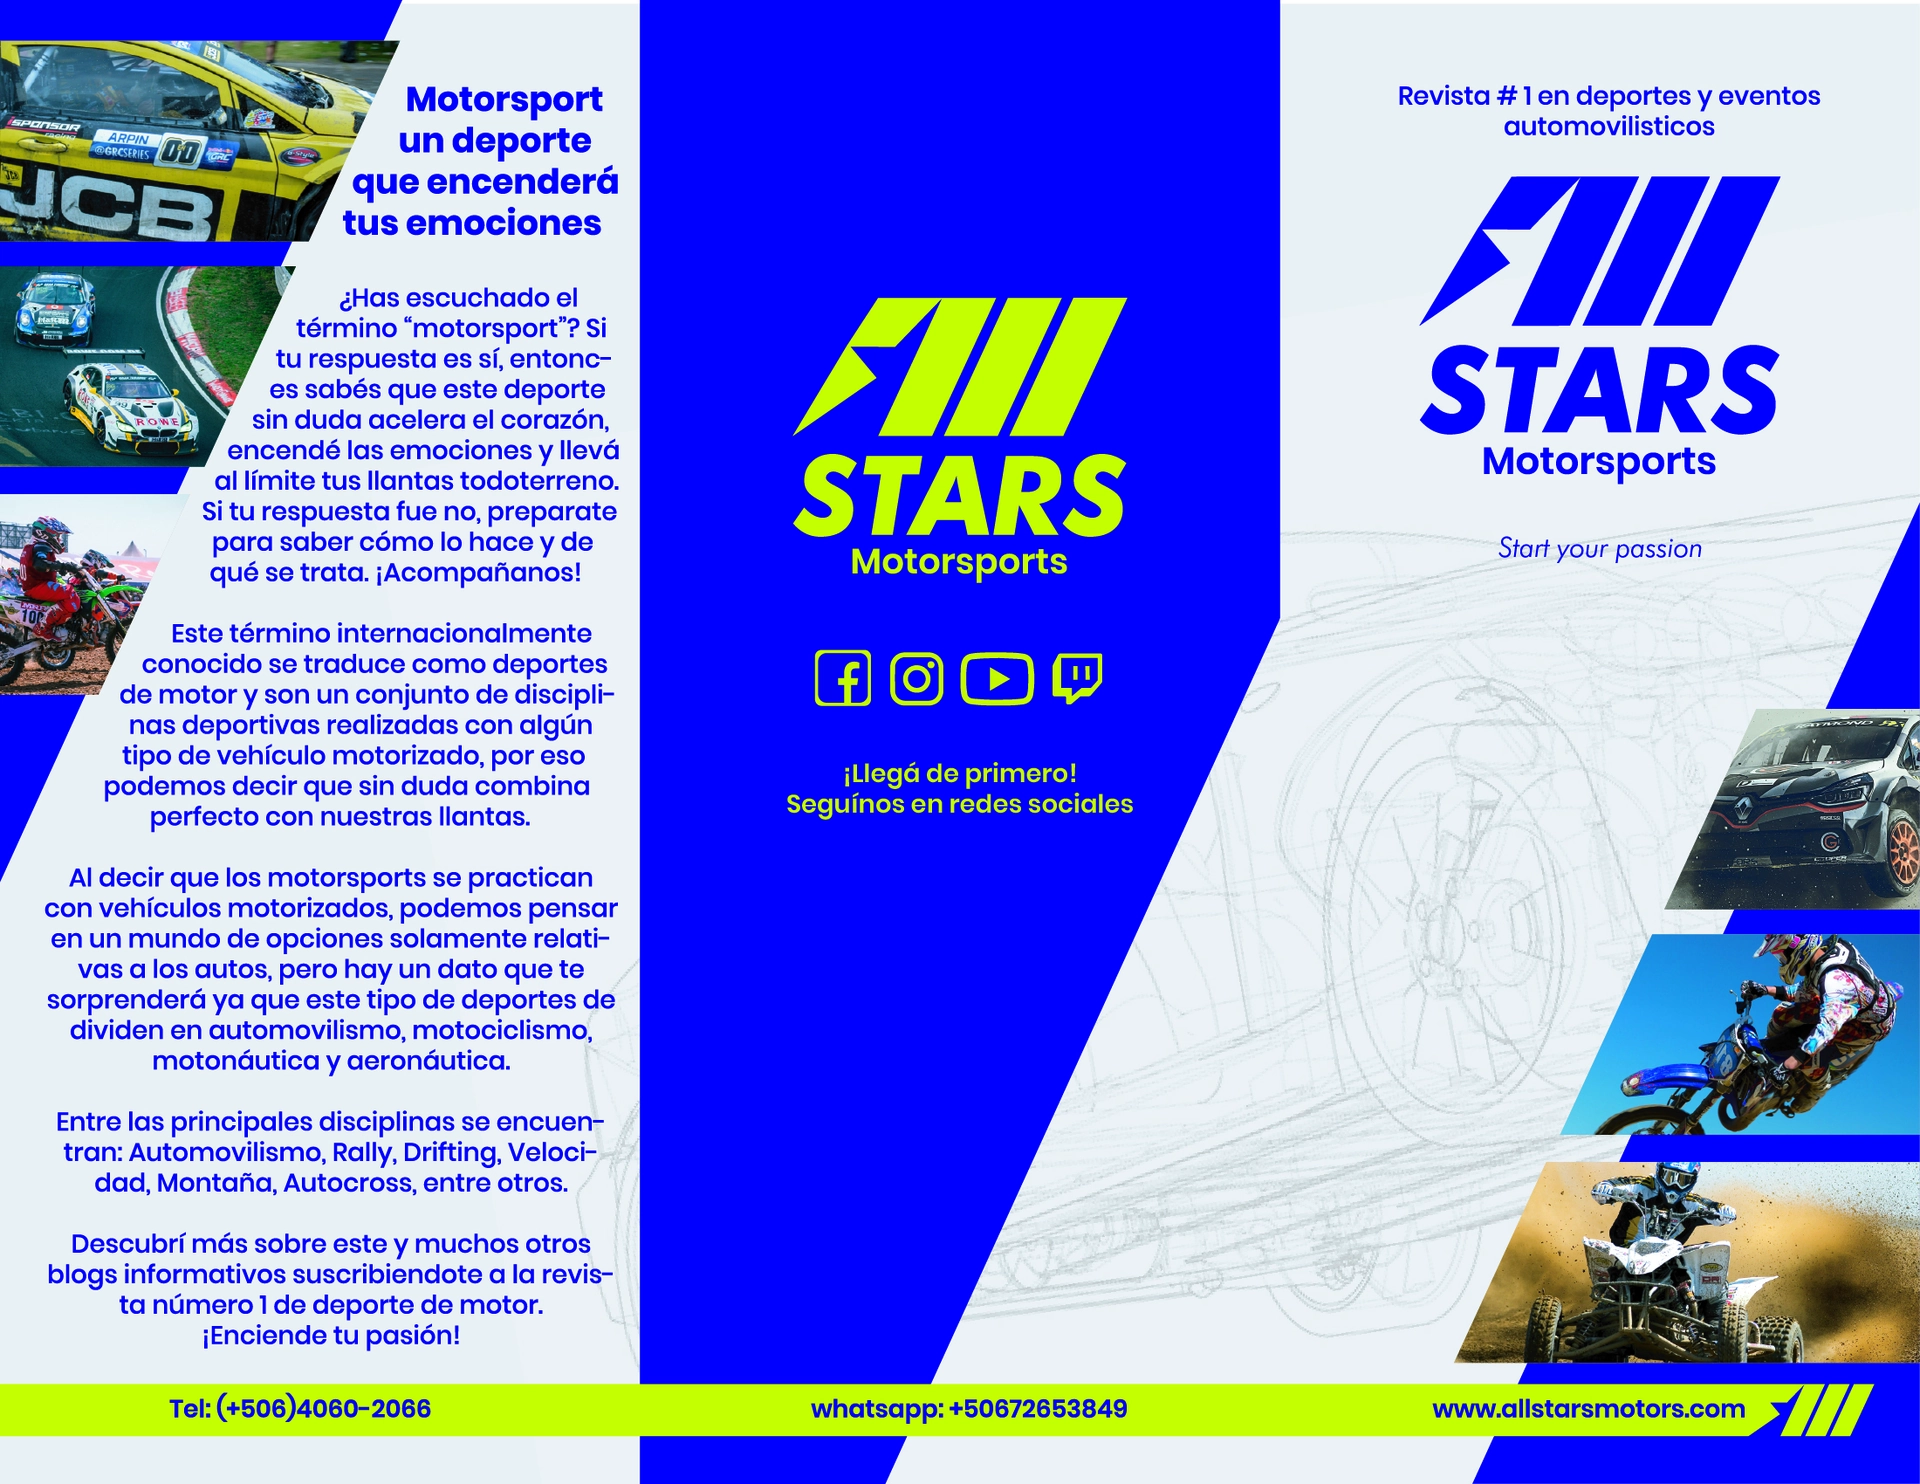 Motorsport
un deporte
que encenderá
tus emociones
¿Has escuchado el
término “motorsport”? Si
tu respuesta es sí, entonc-
es sabés que este deporte
sin duda acelera el corazón,
encendé las emociones y llevá
al límite tus llantas todoterreno.
Si tu respuesta fue no, preparate
para saber cómo lo hace y de
qué se trata. ¡Acompañanos!
Este término internacionalmente
conocido se traduce como deportes
de motor y son un conjunto de discipli-
nas deportivas realizadas con algún
tipo de vehículo motorizado, por eso
podemos decir que sin duda combina
perfecto con nuestras llantas.
Al decir que los motorsports se practican
con vehículos motorizados, podemos pensar
en un mundo de opciones solamente relati-
vas a los autos, pero hay un dato que te
sorprenderá ya que este tipo de deportes de
dividen en automovilismo, motociclismo,
motonáutica y aeronáutica.
Entre las principales disciplinas se encuen-
tran: Automovilismo, Rally, Drifting, Veloci-
dad, Montaña, Autocross, entre otros.
Descubrí más sobre este y muchos otros
blogs informativos suscribiendote a la revis-
ta número 1 de deporte de motor.
¡Enciende tu pasión!
Tel: (+506)4060-2066
SPONSOR
racing
ARPIN
@GRCSERIES
00
GRC
JCB
ROWE
100
STARS
Motorsports
¡Llegá de primero!
Seguínos en redes sociales
whatsapp: +50672653849
Revista # 1 en deportes y eventos
automovilisticos
STARS
Motorsports
Start your passion
RAYMOND
www.allstarsmotors.com